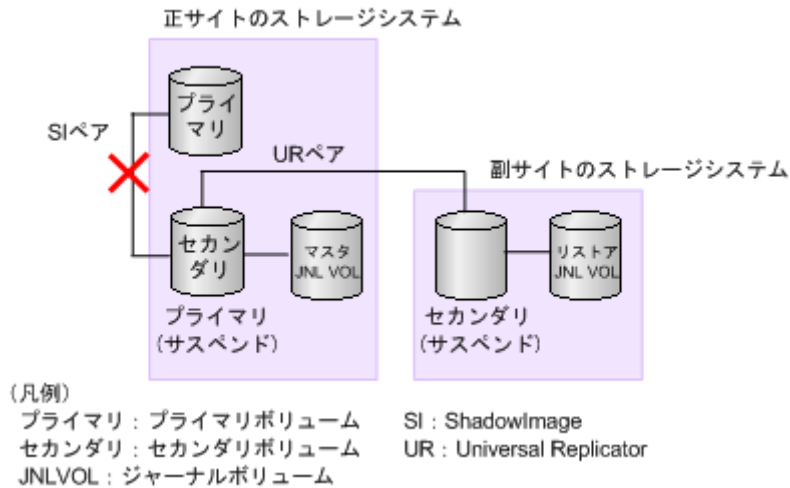 正サイトのストレージシステム
プライ
マリ
SIペア
URペア
副サイトのストレージシステム
セカン
ダリ
マスタ
JNL VOL
リストア
JNL VOL
プライマリ
(サスペンド)
セカンダリ
(サスペンド)
(凡例)
プライマリ：プライマリボリューム
SI：ShadowImage
セカンダリ：セカンダリボリューム
UR：Universal Replicator
JNLVOL：ジャーナルボリューム